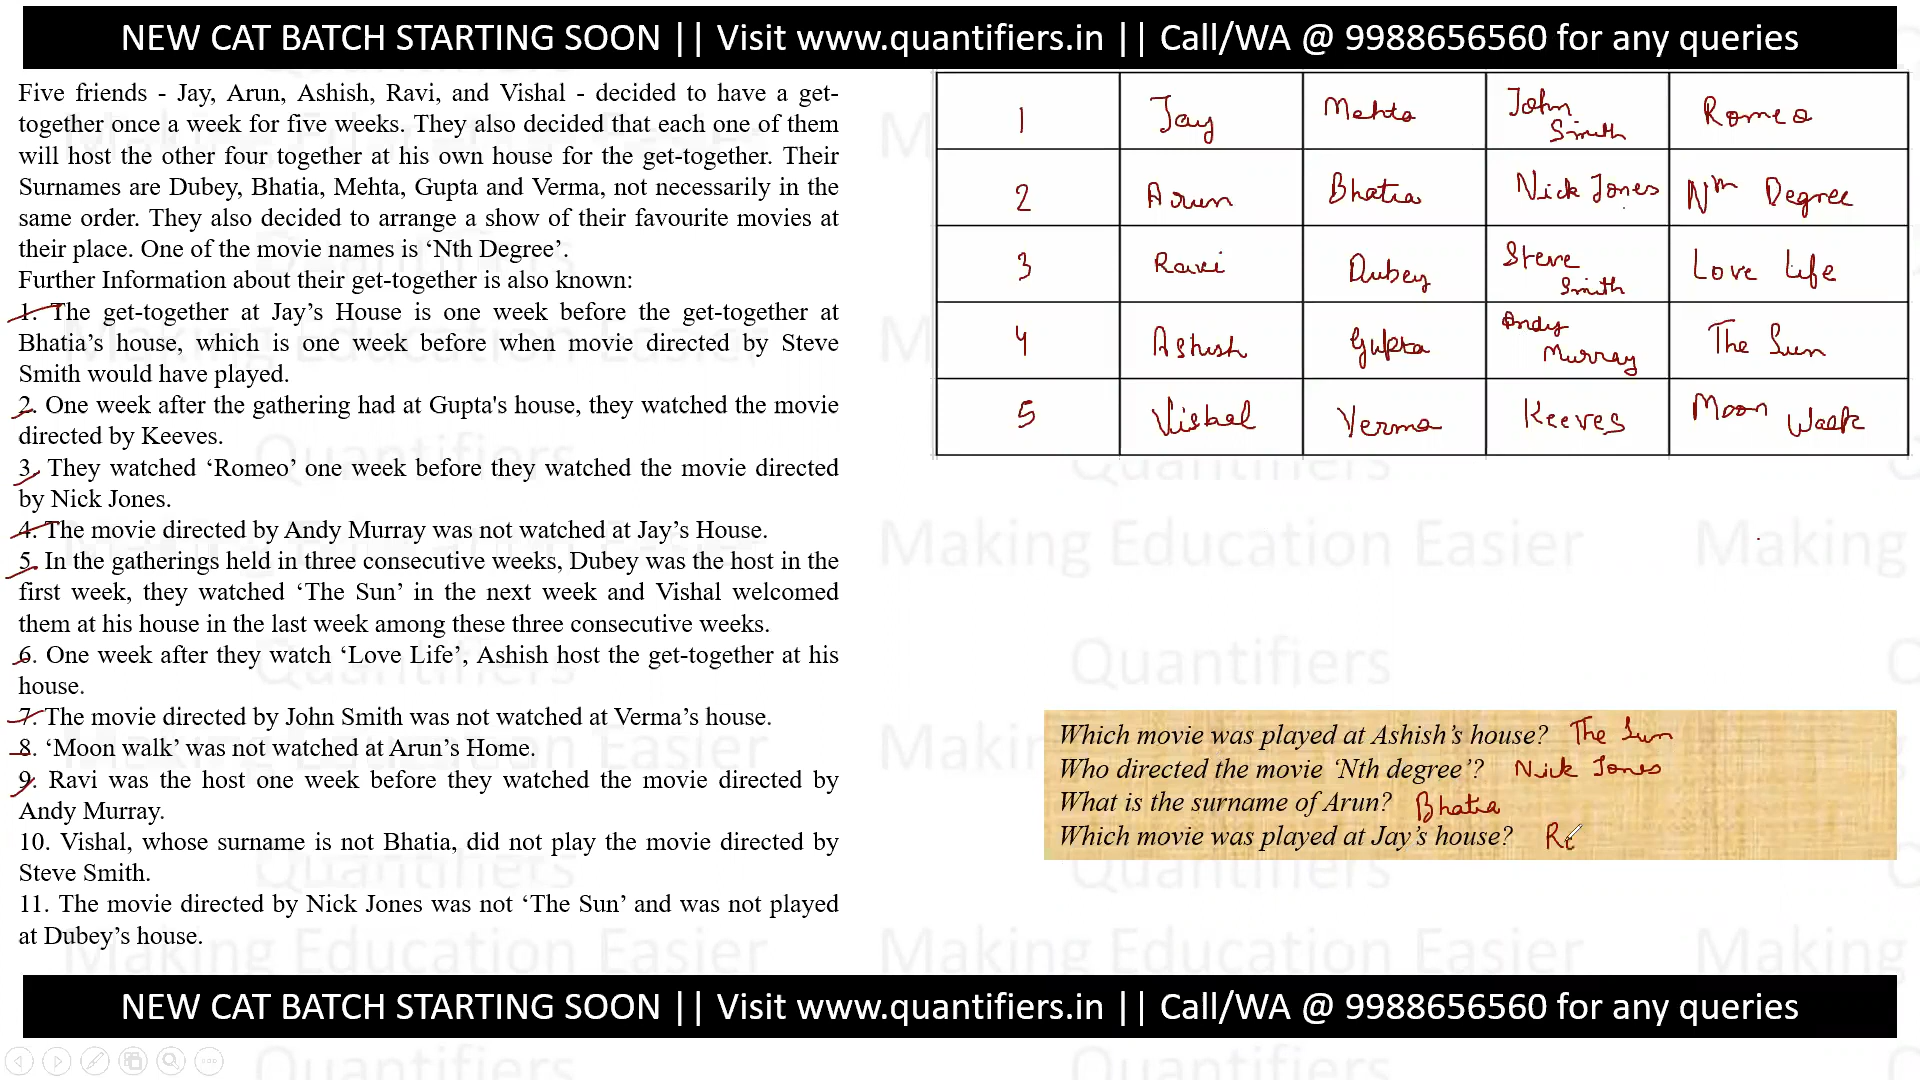 NEW CAT BATCH STARTING SOON || Visit www.quantifiers.in || Call/WA @ 9988656560 for any queries
Five friends - Jay, Arun, Ashish, Ravi, and Vishal - decided to have a get-
together once a week for five weeks. They also decided that each one of them
will host the other four together at his own house for the get-together. Their
Surnames are Dubey, Bhatia, Mehta, Gupta and Verma, not necessarily in the
same order. They also decided to arrange a show of their favourite movies at
their place. One of the movie names is ‘Nth Degree’.
Further Information about their get-together is also known:
1. The get-together at Jay’s House is one week before the get-together at
Bhatia’s house, which is one week before when movie directed by Steve
Smith would have played.
2. One week after the gathering had at Gupta's house, they watched the movie
directed by Keeves.
3. They watched ‘Romeo’ one week before they watched the movie directed
by Nick Jones.
4. The movie directed by Andy Murray was not watched at Jay’s House.
5. In the gatherings held in three consecutive weeks, Dubey was the host in the
first week, they watched ‘The Sun’ in the next week and Vishal welcomed
them at his house in the last week among these three consecutive weeks.
6. One week after they watch ‘Love Life’, Ashish host the get-together at his
house.
7. The movie directed by John Smith was not watched at Verma’s house.
8. ‘Moon walk’ was not watched at Arun’s Home.
9. Ravi was the host one week before they watched the movie directed by
Andy Murray.
10. Vishal, whose surname is not Bhatia, did not play the movie directed by
Steve Smith.
11. The movie directed by Nick Jones was not ‘The Sun’ and was not played
at Dubey’s house.
1 Jay Mehta John Smith Romeo
2 Arun Bhatia Nick Jones Nth Degree
3 Ravi Dubey Steve Smith Love Life
4 Ashish Gupta Andy Murray The Sun
5 Vishal Verma Keeves Moon Walk
Which movie was played at Ashish’s house? The Sun
Who directed the movie ‘Nth degree’? Nick Jones
What is the surname of Arun? Bhatia
Which movie was played at Jay’s house? Ro
Making Education Easier
Quantifiers
NEW CAT BATCH STARTING SOON || Visit www.quantifiers.in || Call/WA @ 9988656560 for any queries